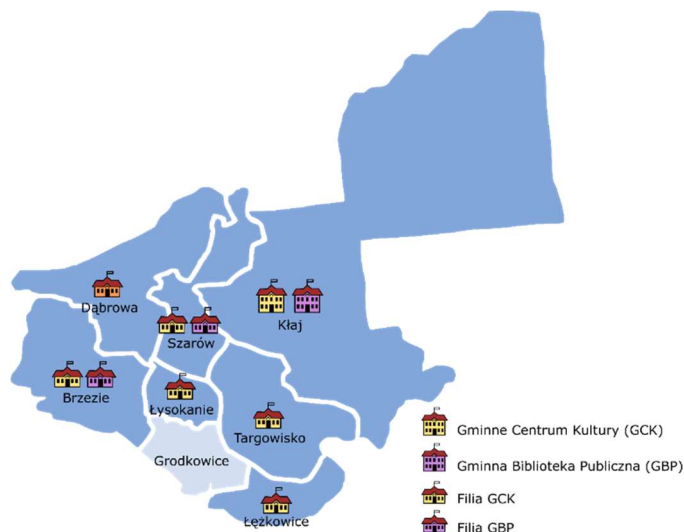 Dąbrowa
Szarów
Kłaj
Brzezie
Łysokanie
Targowisko
Grodkowice
Łężkowice
Gminne Centrum Kultury (GCK)
Gminna Biblioteka Publiczna (GBP)
Filia GCK
Filia GBP